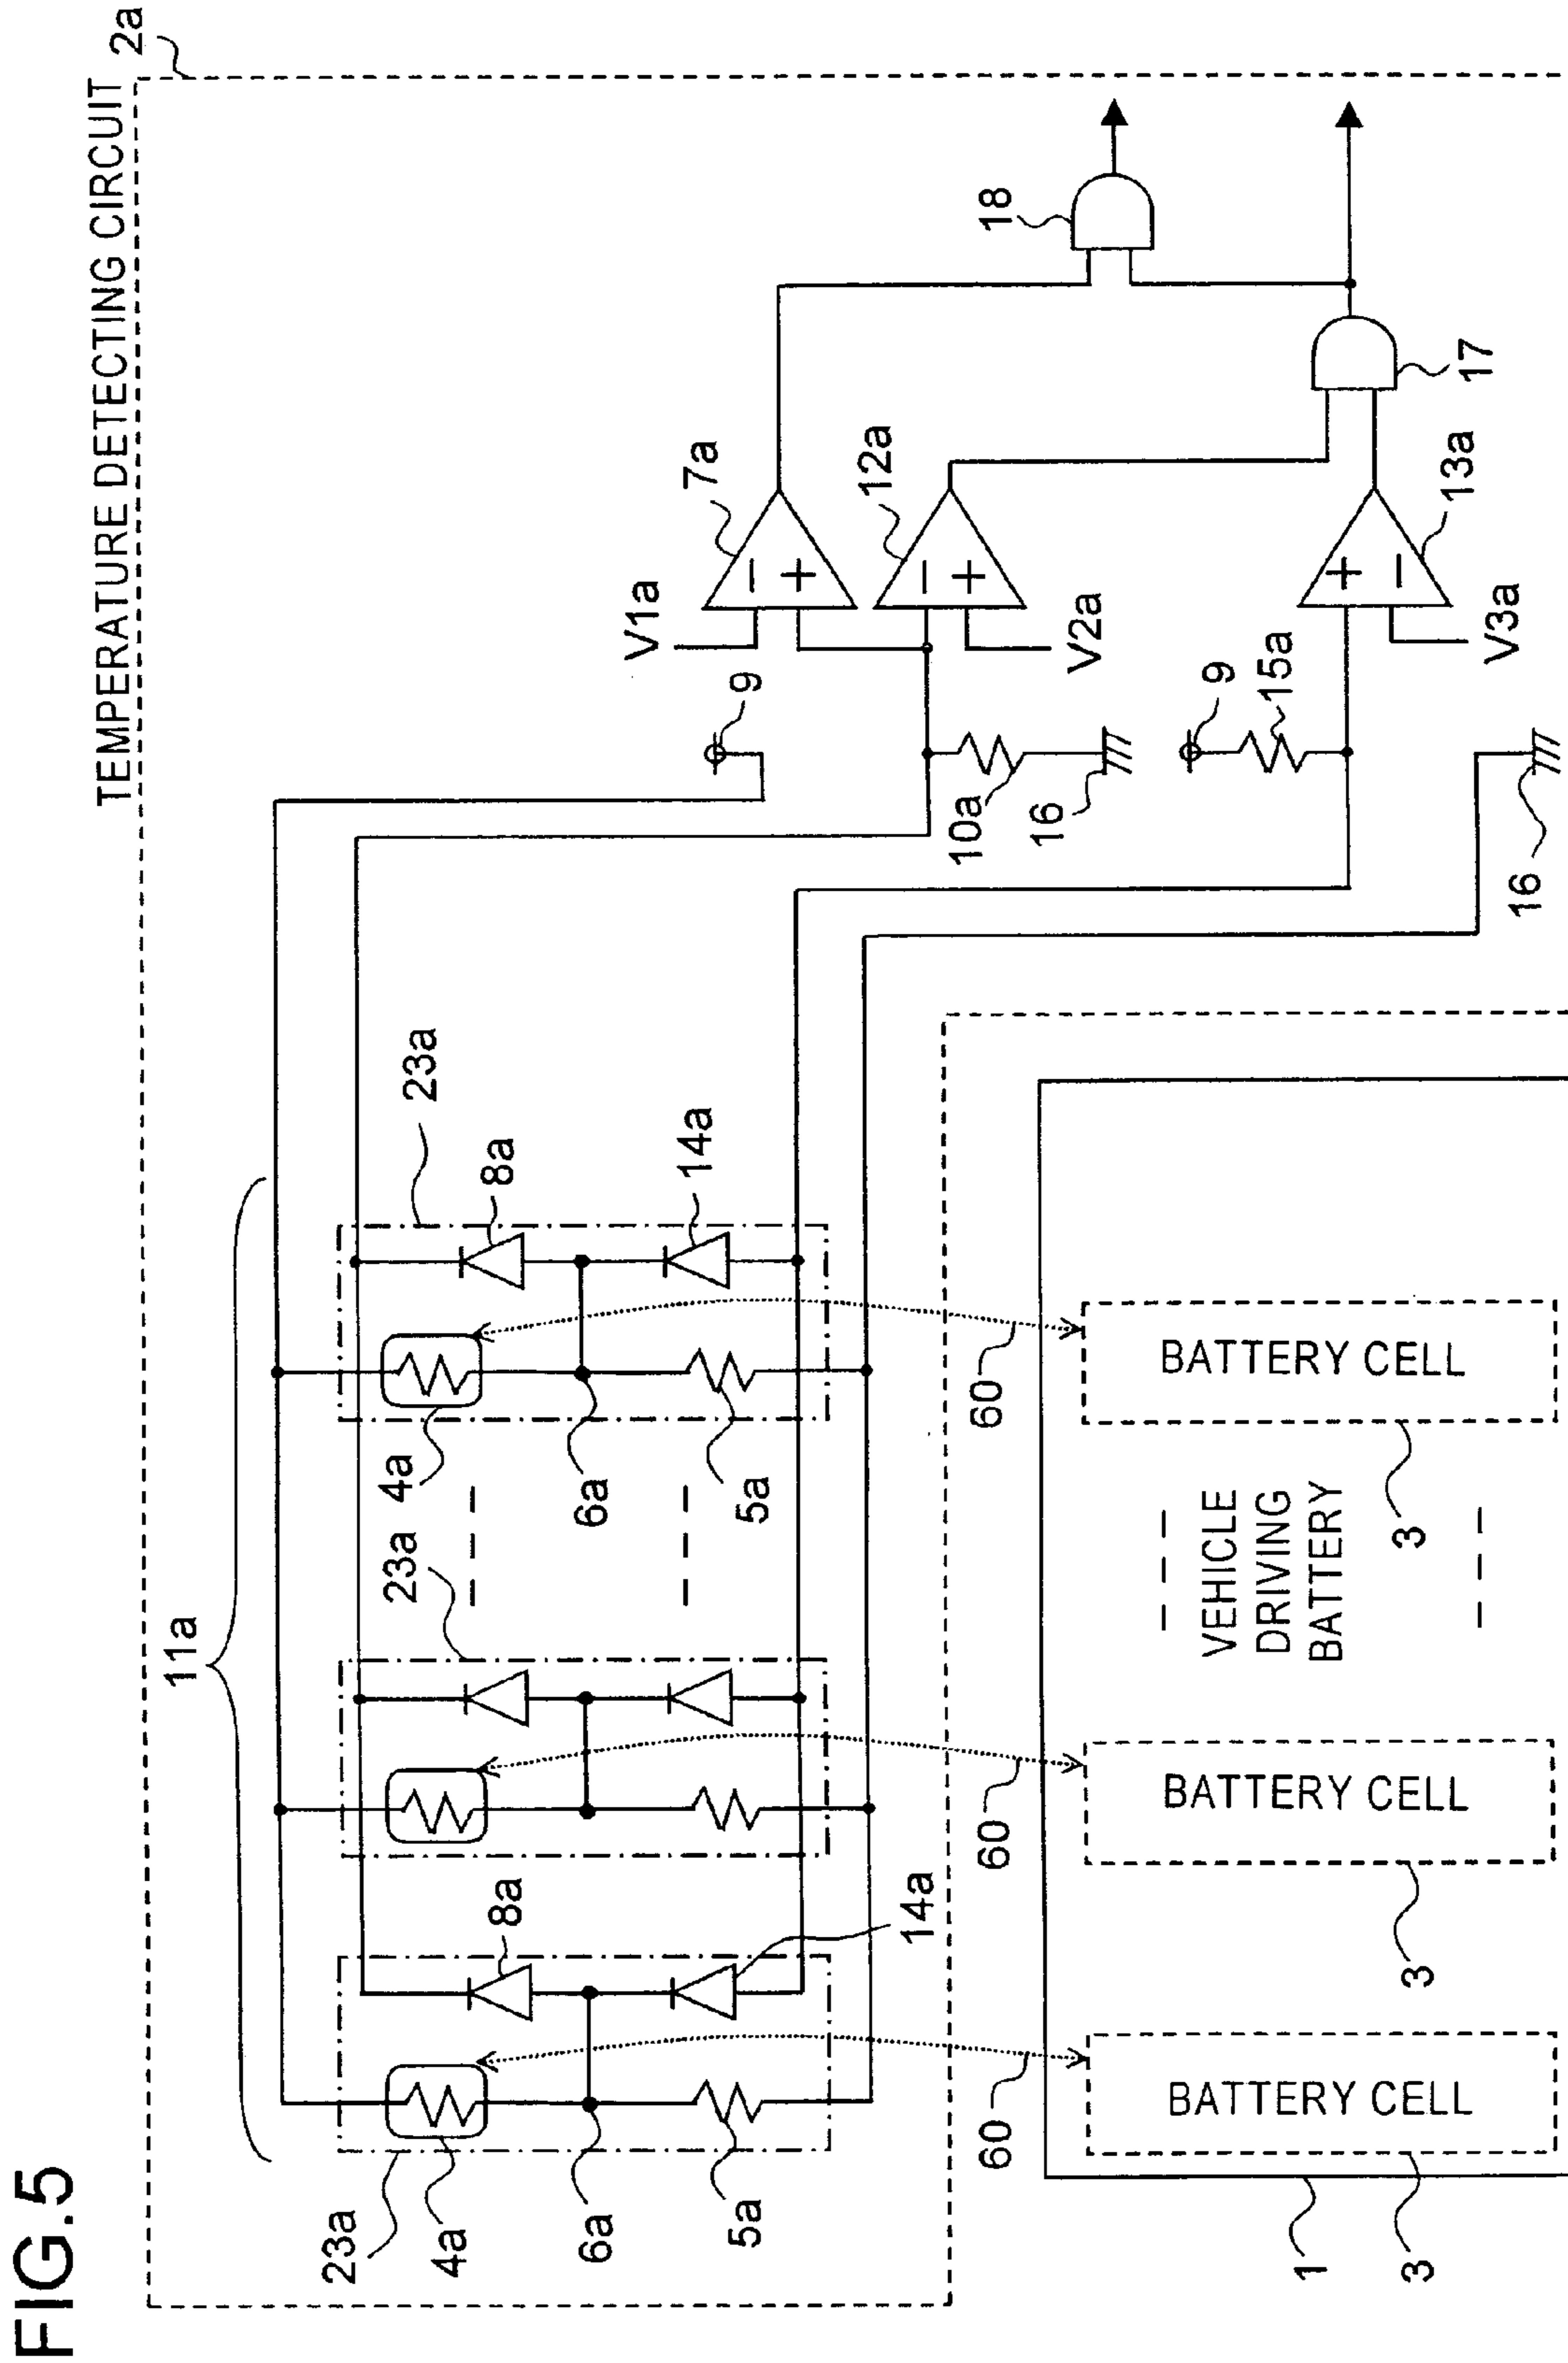 FIG.5
TEMPERATURE DETECTING CIRCUIT
2a
11a
23a
4a
6a
5a
8a
14a
23a
4a
6a
5a
23a
8a
14a
9
V1a
7a
12a
V2a
10a
16
9
15a
13a
V3a
16
18
17
60
60
60
1
BATTERY CELL
3
BATTERY CELL
3
VEHICLE
DRIVING
BATTERY
BATTERY CELL
3
+
−
+
−
+
−